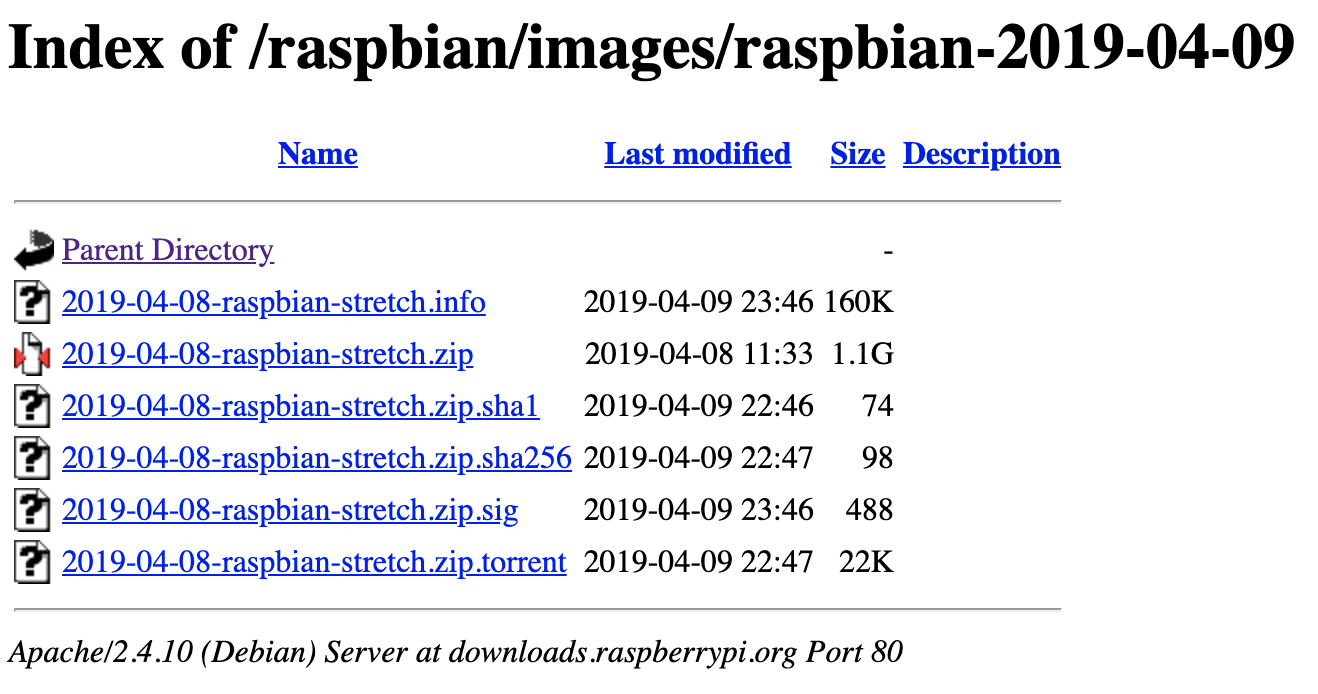 Index of /raspbian/images/raspbian-2019-04-09
Name Last modified Size Description
Parent Directory -
2019-04-08-raspbian-stretch.info 2019-04-09 23:46 160K
2019-04-08-raspbian-stretch.zip 2019-04-08 11:33 1.1G
2019-04-08-raspbian-stretch.zip.sha1 2019-04-09 22:46 74
2019-04-08-raspbian-stretch.zip.sha256 2019-04-09 22:47 98
2019-04-08-raspbian-stretch.zip.sig 2019-04-09 23:46 488
2019-04-08-raspbian-stretch.zip.torrent 2019-04-09 22:47 22K
Apache/2.4.10 (Debian) Server at downloads.raspberrypi.org Port 80